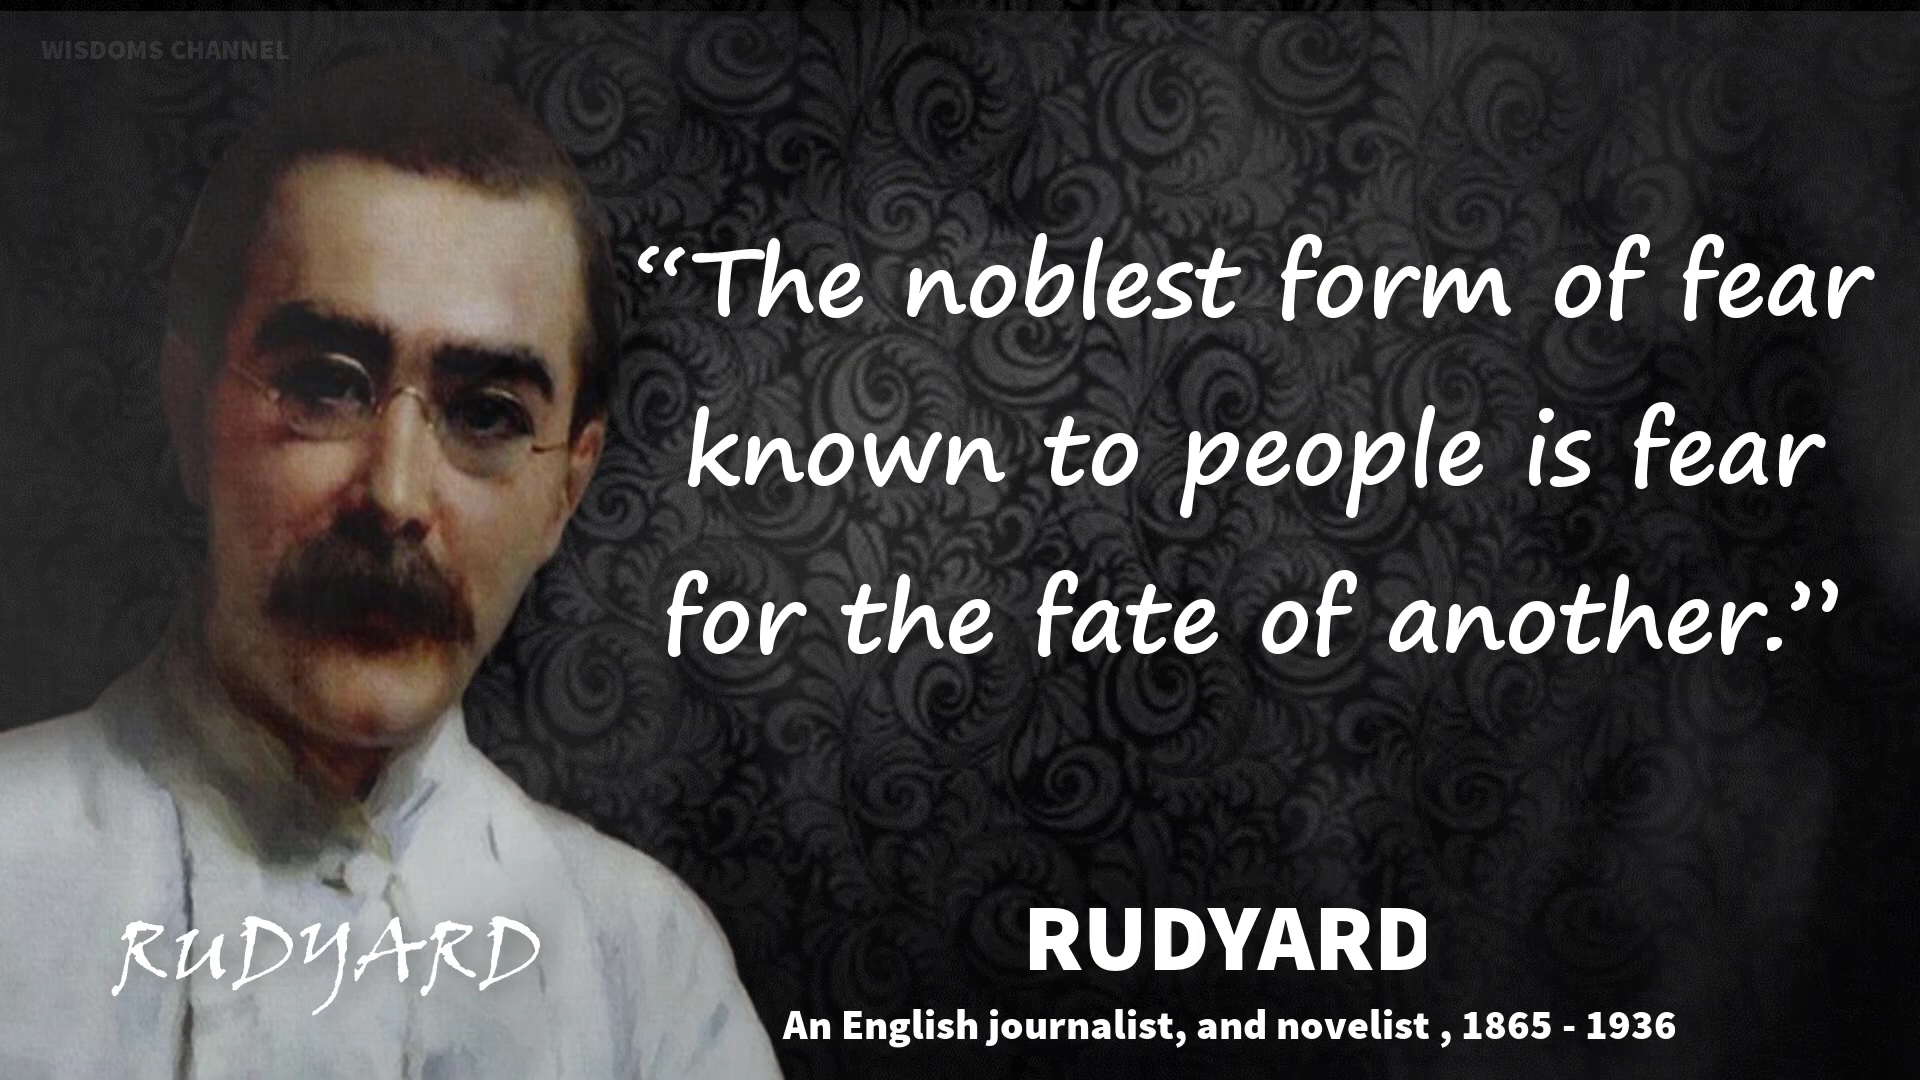 WISDOMS CHANNEL
“The noblest form of fear
known to people is fear
for the fate of another.”
RUDYARD
RUDYARD
An English journalist, and novelist , 1865 - 1936